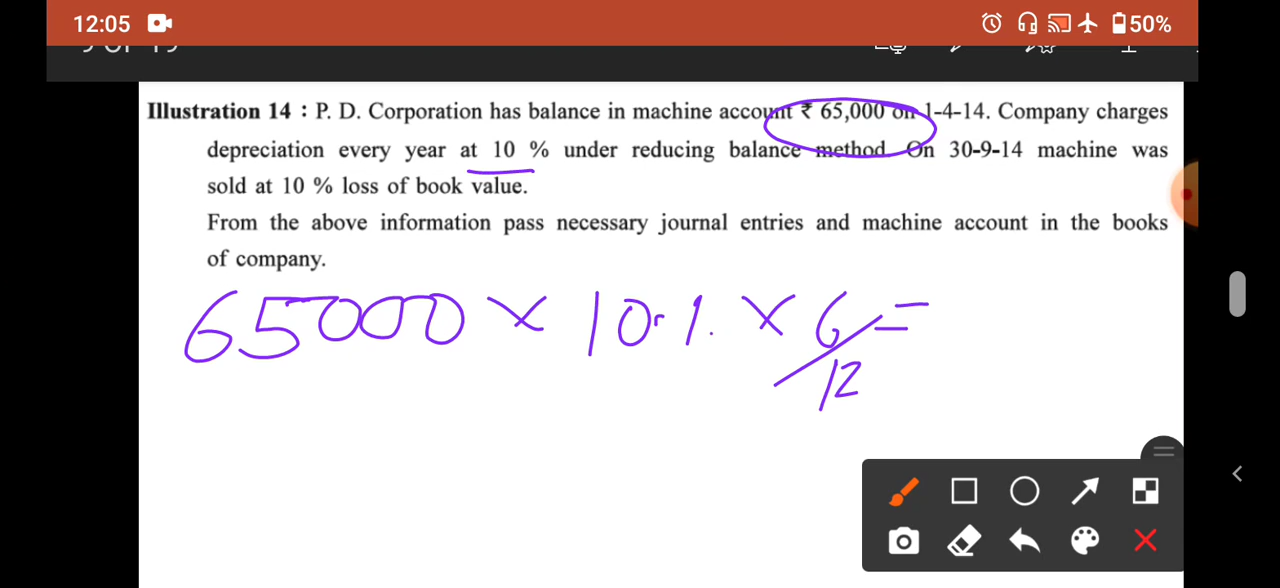 12:05 50%
Illustration 14 : P. D. Corporation has balance in machine account ₹ 65,000 on 1-4-14. Company charges
depreciation every year at 10 % under reducing balance method. On 30-9-14 machine was
sold at 10 % loss of book value.
From the above information pass necessary journal entries and machine account in the books
of company.
65000 × 10% × 6/12 =